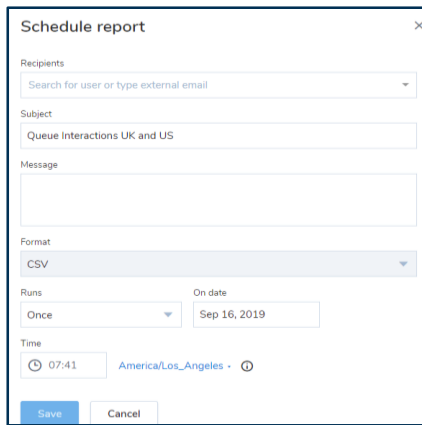 Schedule report
Recipients
Search for user or type external email
Subject
Queue Interactions UK and US
Message
Format
CSV
Runs On date
Once Sep 16, 2019
Time
07:41 America/Los_Angeles
Save Cancel